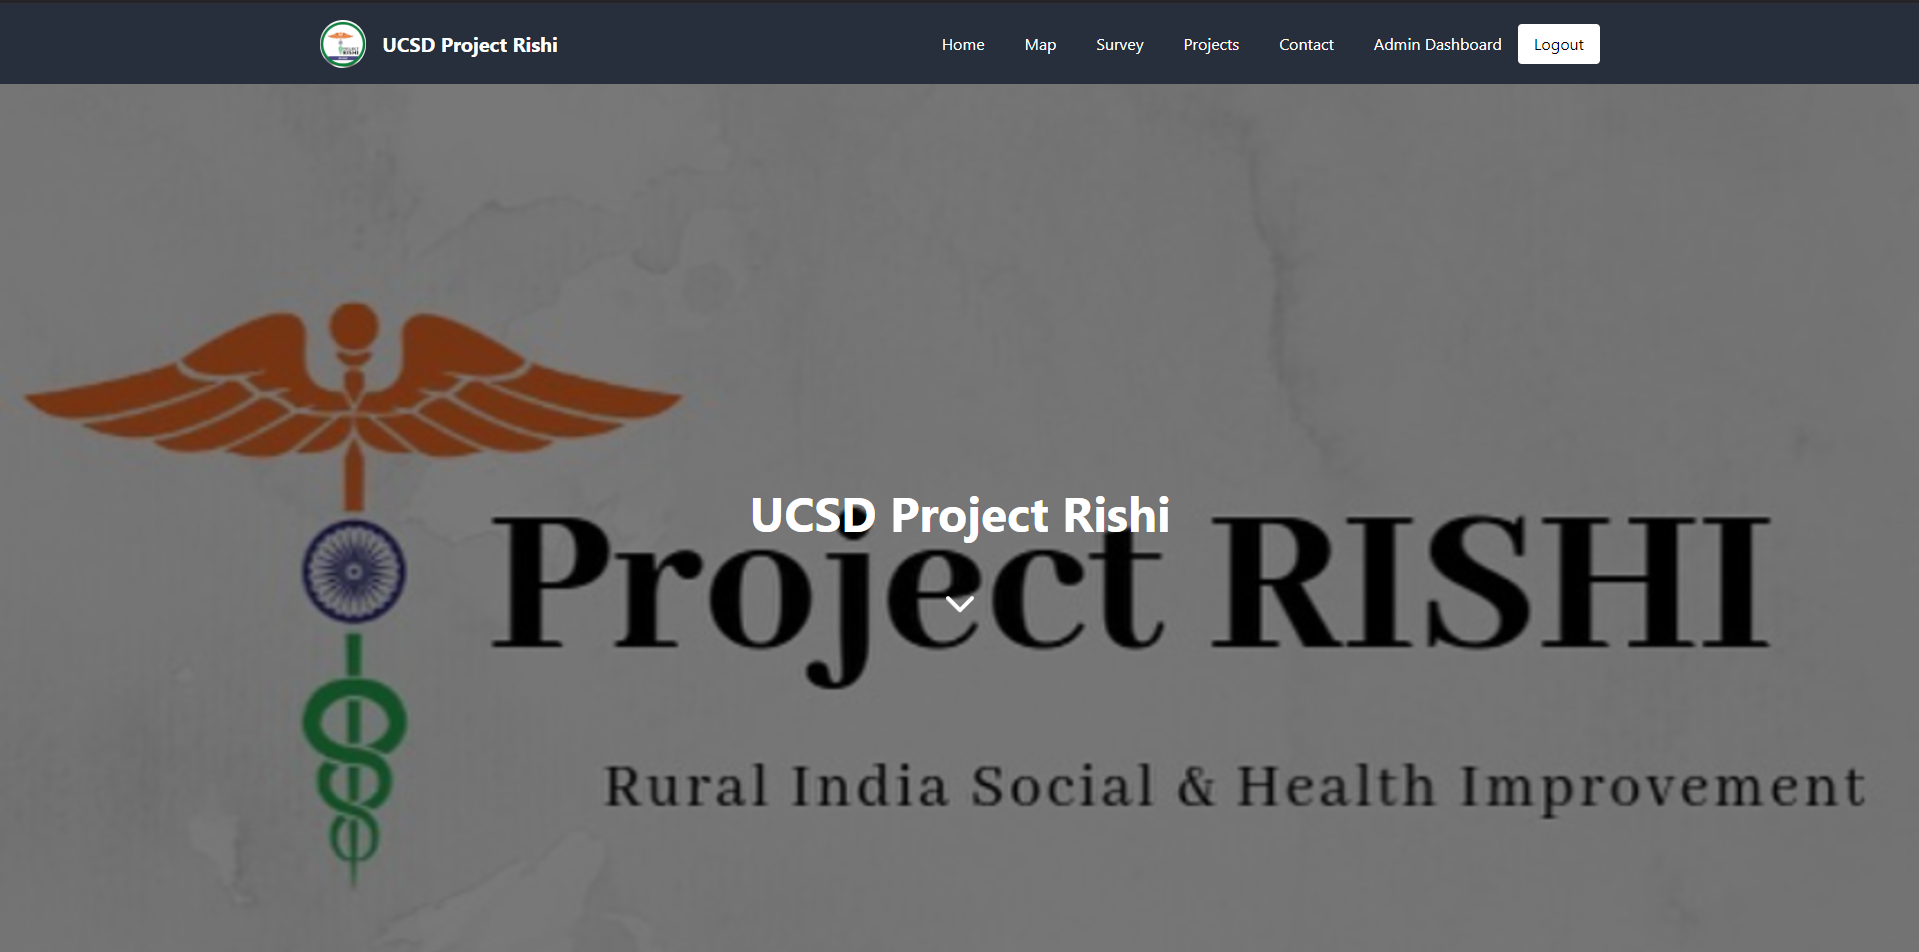 UCSD Project Rishi
Home Map Survey Projects Contact Admin Dashboard Logout
UCSD Project Rishi
Project RISHI
Rural India Social & Health Improvement